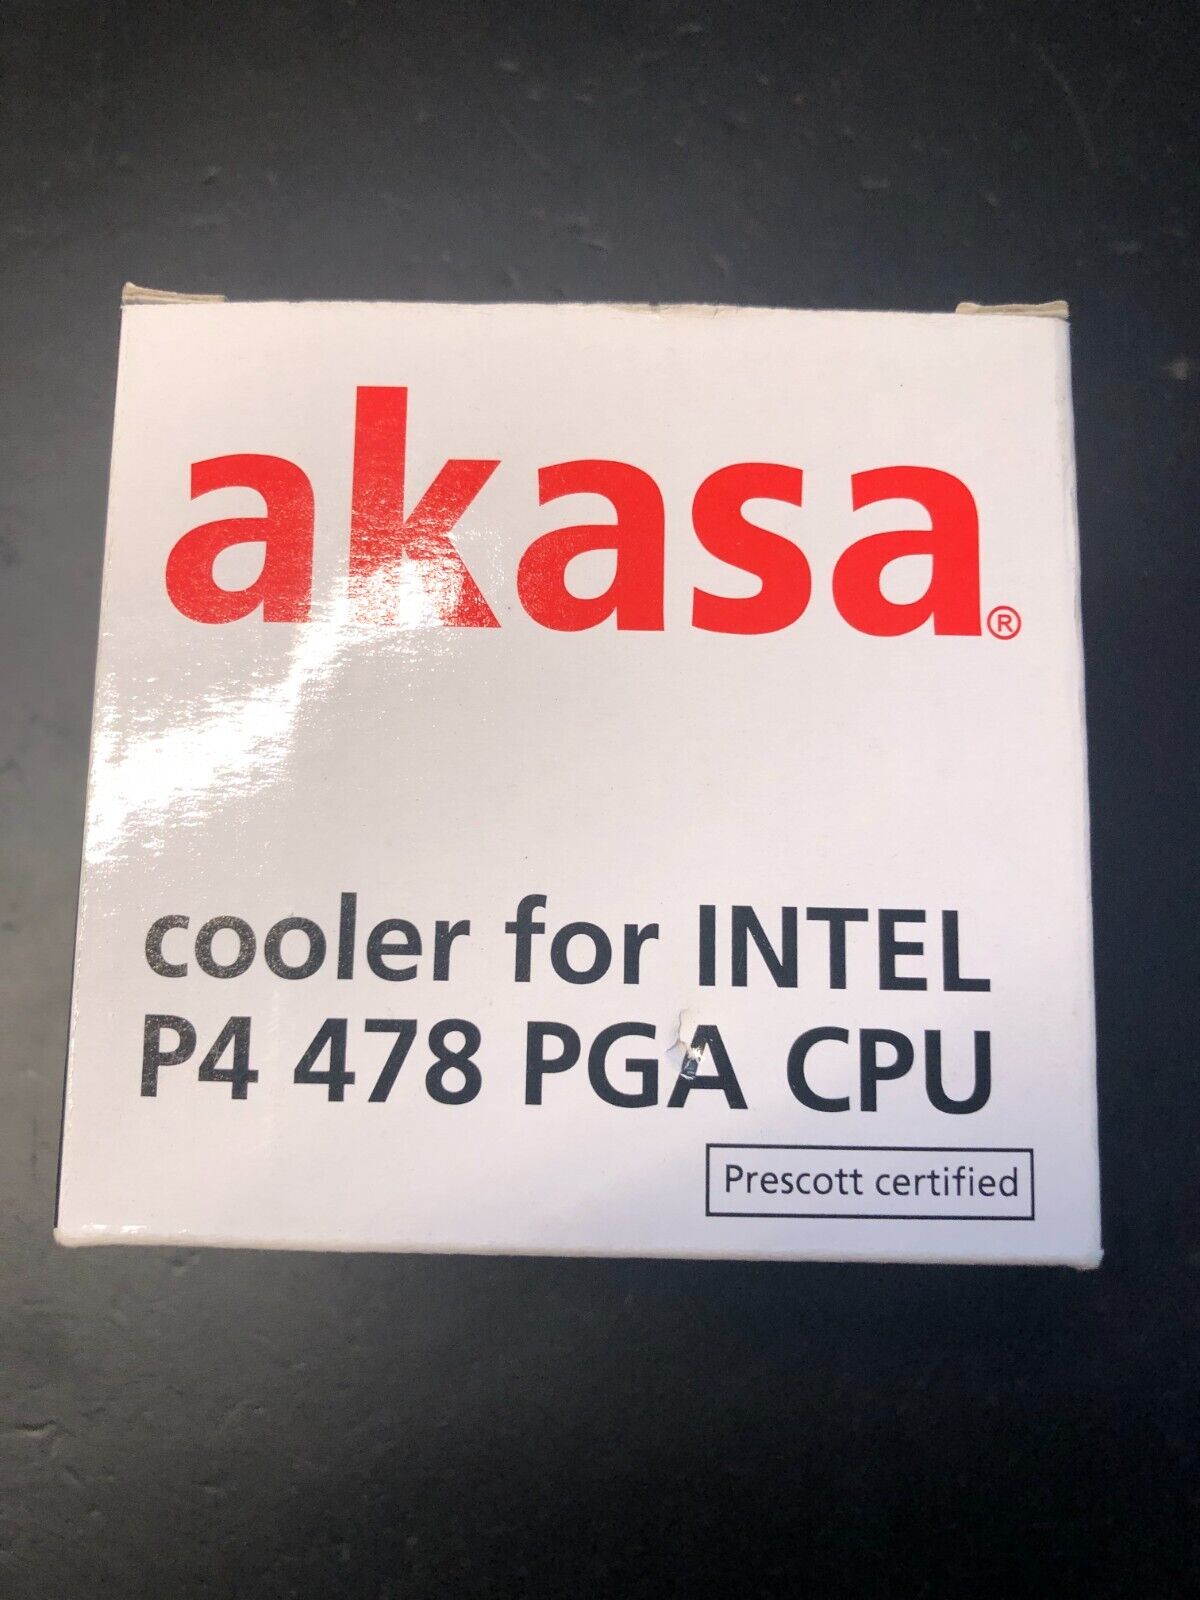 akasa®
cooler for INTEL
P4 478 PGA CPU
Prescott certified